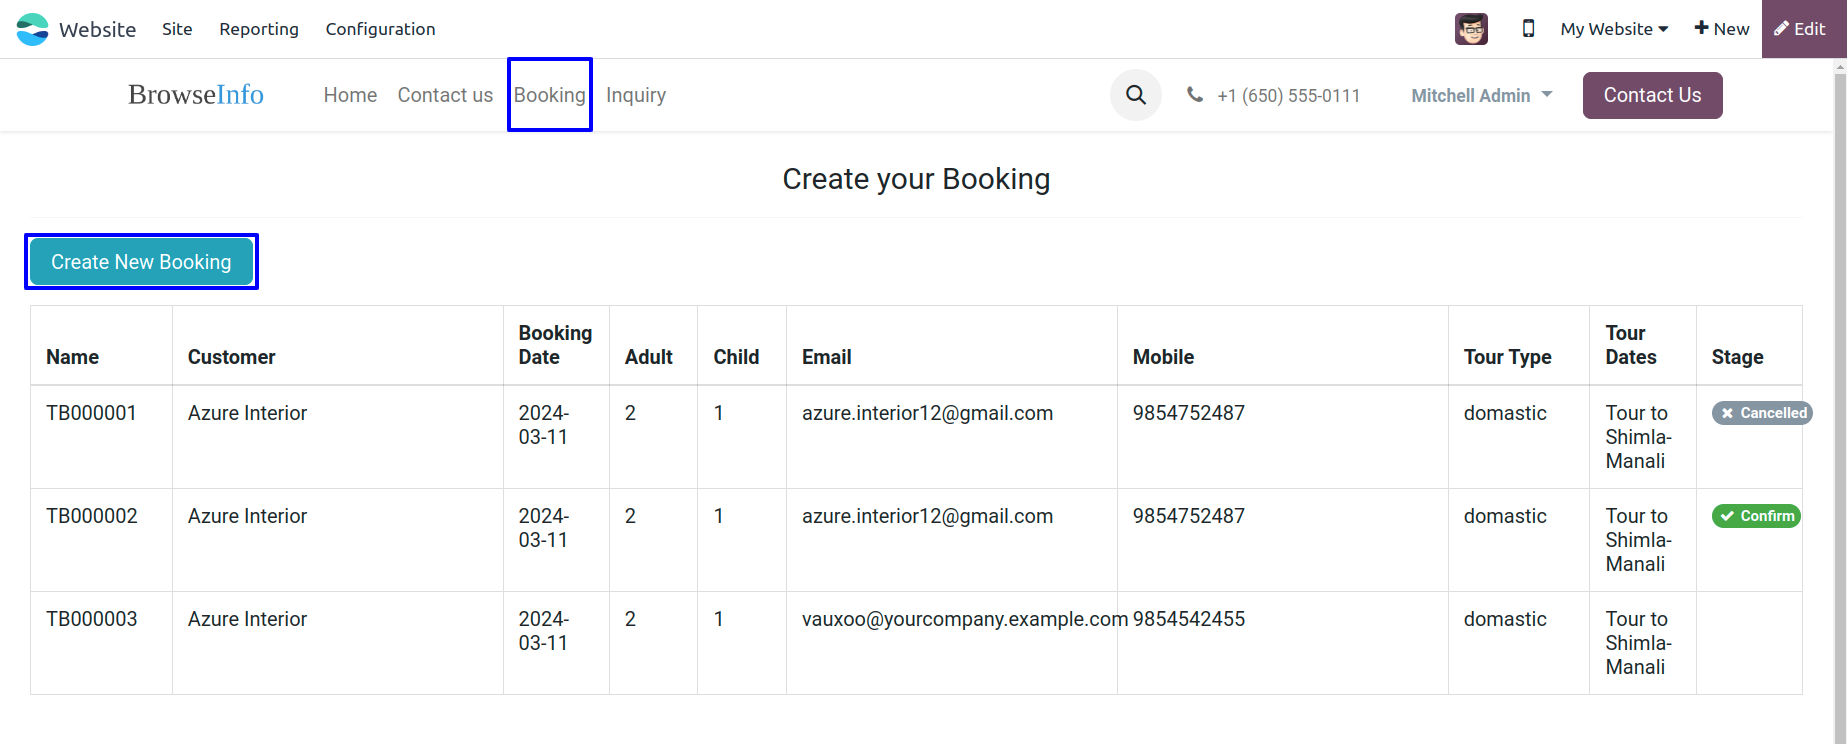 Website Site Reporting Configuration My Website New Edit
BrowseInfo Home Contact us Booking Inquiry +1 (650) 555-0111 Mitchell Admin Contact Us
Create your Booking
Create New Booking
Name Customer Booking Date Adult Child Email Mobile Tour Type Tour Dates Stage
TB000001 Azure Interior 2024-03-11 2 1 azure.interior12@gmail.com 9854752487 domastic Tour to Shimla-Manali Cancelled
TB000002 Azure Interior 2024-03-11 2 1 azure.interior12@gmail.com 9854752487 domastic Tour to Shimla-Manali Confirm
TB000003 Azure Interior 2024-03-11 2 1 vauxoo@yourcompany.example.com 9854542455 domastic Tour to Shimla-Manali